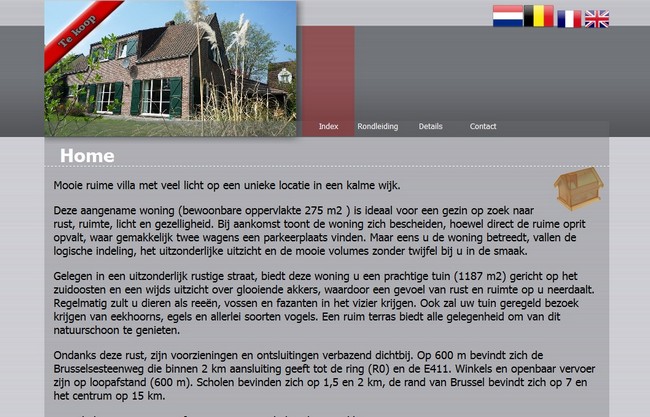 Te koop
Index Rondleiding Details Contact
Home
Mooie ruime villa met veel licht op een unieke locatie in een kalme wijk.
Deze aangename woning (bewoonbare oppervlakte 275 m2 ) is ideaal voor een gezin op zoek naar
rust, ruimte, licht en gezelligheid. Bij aankomst toont de woning zich bescheiden, hoewel direct de ruime oprit
opvalt, waar gemakkelijk twee wagens een parkeerplaats vinden. Maar eens u de woning betreedt, vallen de
logische indeling, het uitzonderlijke uitzicht en de mooie volumes zonder twijfel bij u in de smaak.
Gelegen in een uitzonderlijk rustige straat, biedt deze woning u een prachtige tuin (1187 m2) gericht op het
zuidoosten en een wijds uitzicht over glooiende akkers, waardoor een gevoel van rust en ruimte op u neerdaalt.
Regelmatig zult u dieren als reeën, vossen en fazanten in het vizier krijgen. Ook zal uw tuin geregeld bezoek
krijgen van eekhoorns, egels en allerlei soorten vogels. Een ruim terras biedt alle gelegenheid om van dit
natuurschoon te genieten.
Ondanks deze rust, zijn voorzieningen en ontsluitingen verbazend dichtbij. Op 600 m bevindt zich de
Brusselsesteenweg die binnen 2 km aansluiting geeft tot de ring (R0) en de E411. Winkels en openbaar vervoer
zijn op loopafstand (600 m). Scholen bevinden zich op 1,5 en 2 km, de rand van Brussel bevindt zich op 7 en
het centrum op 15 km.